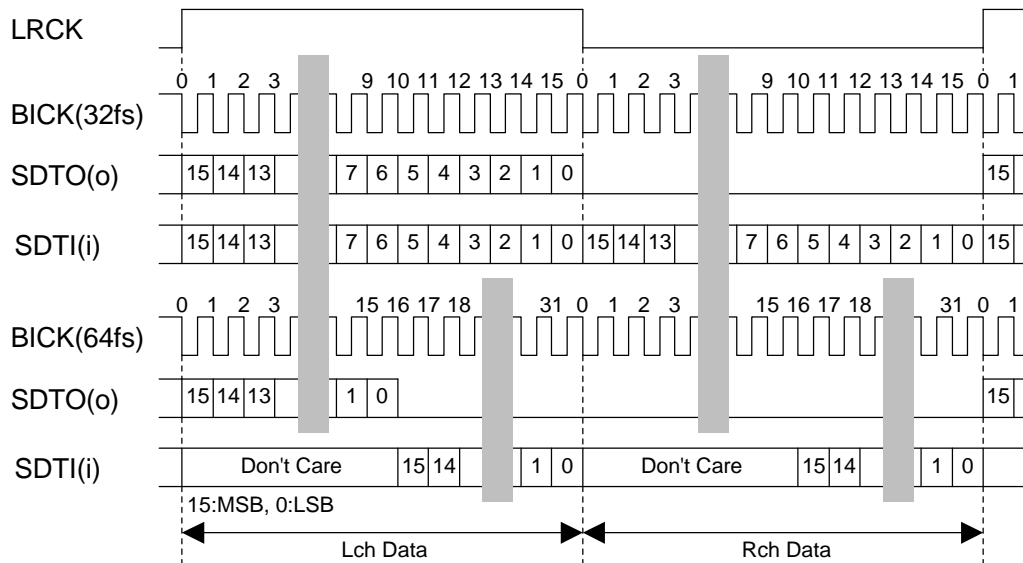 LRCK
0 1 2 3 9 10 11 12 13 14 15 0 1 2 3 9 10 11 12 13 14 15 0 1
BICK(32fs)
SDTO(o) 15 14 13 7 6 5 4 3 2 1 0 15
SDTI(i) 15 14 13 7 6 5 4 3 2 1 0 15 14 13 7 6 5 4 3 2 1 0 15
0 1 2 3 15 16 17 18 31 0 1 2 3 15 16 17 18 31 0 1
BICK(64fs)
SDTO(o) 15 14 13 1 0 15
SDTI(i) Don't Care 15 14 1 0 Don't Care 15 14 1 0
15:MSB, 0:LSB
Lch Data Rch Data